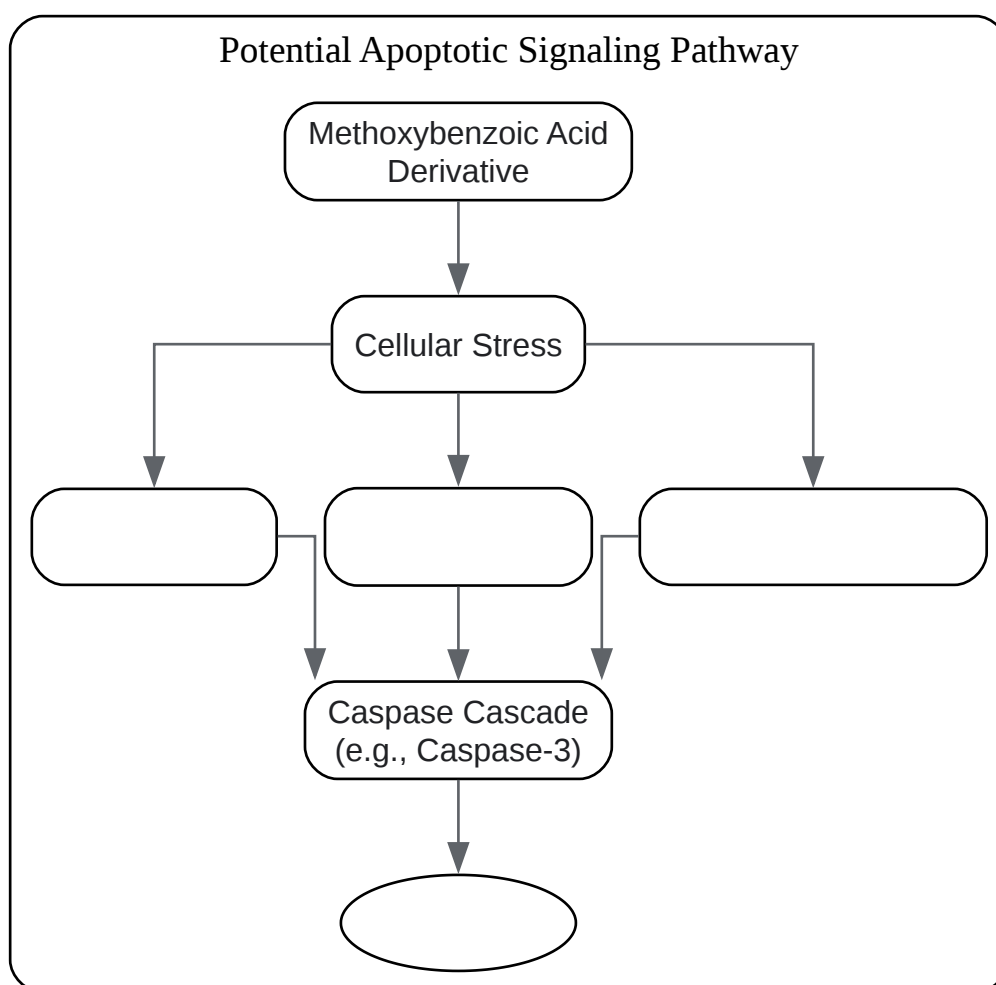 Potential Apoptotic Signaling Pathway
Methoxybenzoic Acid
Derivative
Cellular Stress
Caspase Cascade
(e.g., Caspase-3)